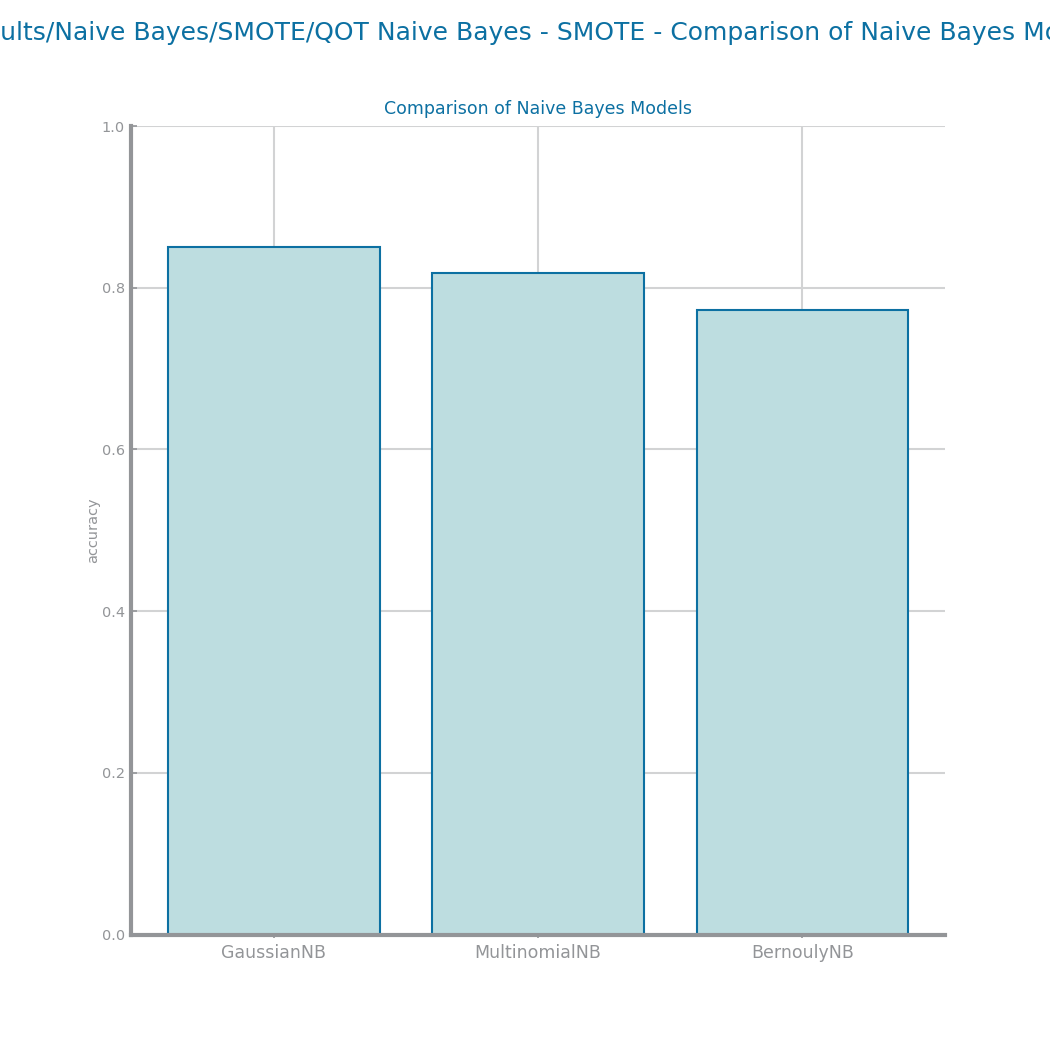 ults/Naive Bayes/SMOTE/QOT Naive Bayes - SMOTE - Comparison of Naive Bayes Mo
Comparison of Naive Bayes Models
1.0
0.8
0.6
accuracy
0.4
0.2
0.0
GaussianNB MultinomialNB BernoulyNB